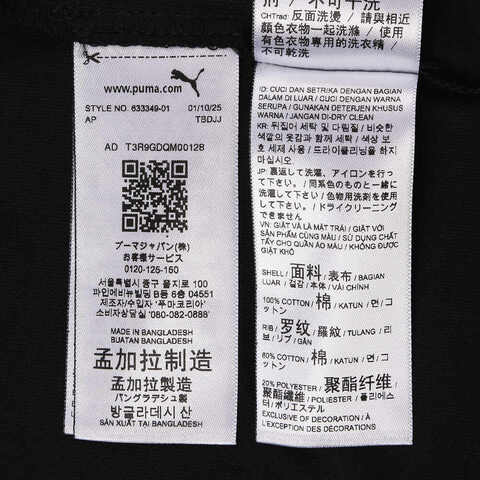 www.puma.com
STYLE NO. 633349-01 01/10/25
AP TBDJJ
AD T3R9GDQM00128
プーマジャパン(株)
お客様サービス
0120-125-150
서울특별시 중구 을지로 100
파인에비뉴빌딩 B동 6층 04551
제조자/수입자 '푸마코리아'
소비자상담실 '080-082-0888'
MADE IN BANGLADESH
BUATAN BANGLADESH
孟加拉制造
孟加拉製造
バングラデシュ製
방글라데시 산
SẢN XUẤT TẠI BANGLADESH
剂 / 不可干洗
CHTrad: 反面洗燙 / 請與相近
顏色衣物一起洗滌 / 使用
有色衣物專用的洗衣精 /
不可乾洗
ID: CUCI DAN SETRIKA DENGAN BAGIAN
DALAM DI LUAR / CUCI DENGAN WARNA
SERUPA / GUNAKAN DETERJEN KHUSUS
WARNA / JANGAN DI-DRY CLEAN
KR: 뒤집어 세탁 및 다림질 / 비슷한
색깔의 옷감과 함께 세탁 / 색상 보
호 세제 사용 / 드라이클리닝을 하지
마십시오.
JP: 裏返して洗濯、アイロンを行っ
て下さい。 / 同系色のものと一緒に
洗濯して下さい。 / 色物用洗剤を使用
して下さい。 / ドライクリーニング
できません
VN: GIẶT VÀ LÀ MẶT TRÁI / GIẶT VỚI
SẢN PHẨM CÙNG MÀU / SỬ DỤNG CHẤT
TẨY CHO QUẦN ÁO MÀU / KHÔNG ĐƯỢC
GIẶT KHÔ
SHELL / 面料 / 表布 / BAGIAN
LUAR / 겉감 / 本体 / VẢI CHÍNH
100% COTTON / 棉 / KATUN / 면 / コ
ットン
RIB / 罗纹 / 羅紋 / TULANG / 리
브 / リブ / GÂN
80% COTTON / 棉 / KATUN / 면 / コ
ットン
20% POLYESTER / 聚酯纤维 /
聚酯纖維 / POLIESTER / 폴리에스
터 / ポリエステル
EXCLUSIVE OF DECORATION / À
L'EXCEPTION DES DÉCORATIONS